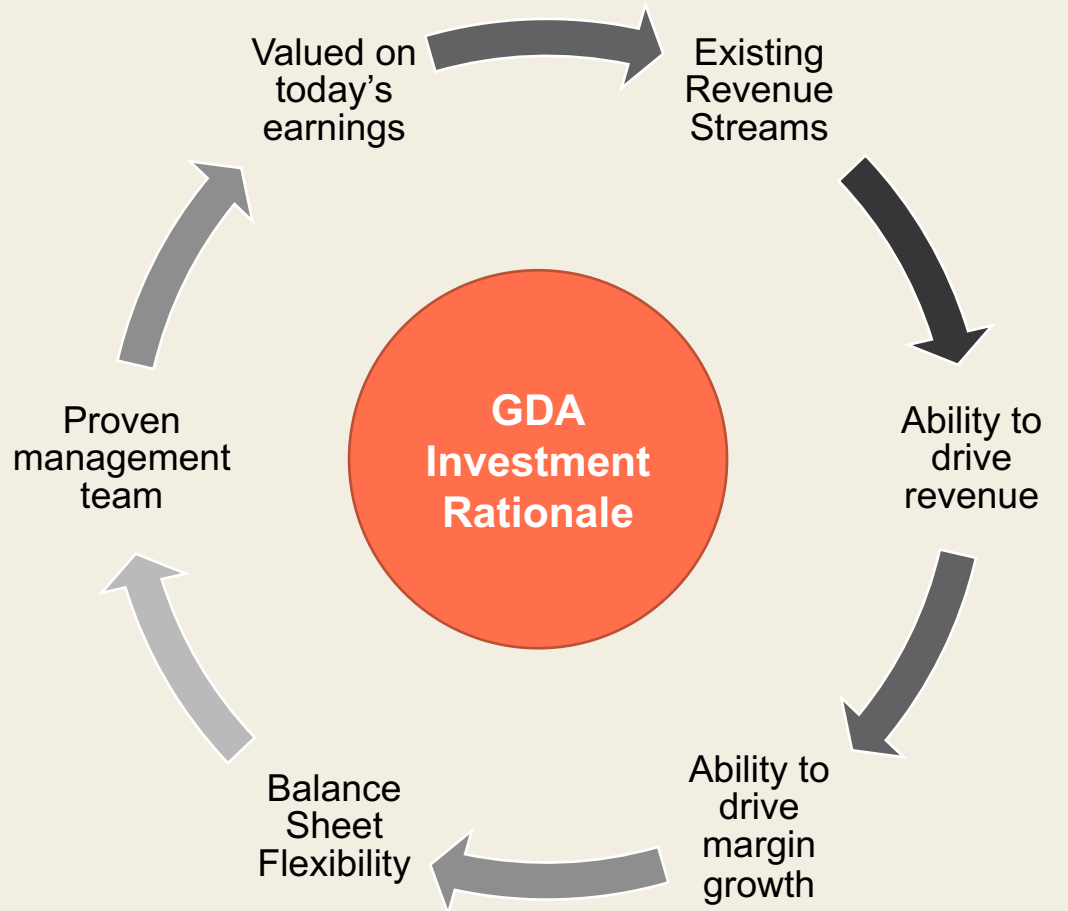 Valued on
today’s
earnings
Existing
Revenue
Streams
Ability to
drive
revenue
Ability to
drive
margin
growth
Balance
Sheet
Flexibility
Proven
management
team
GDA
Investment
Rationale